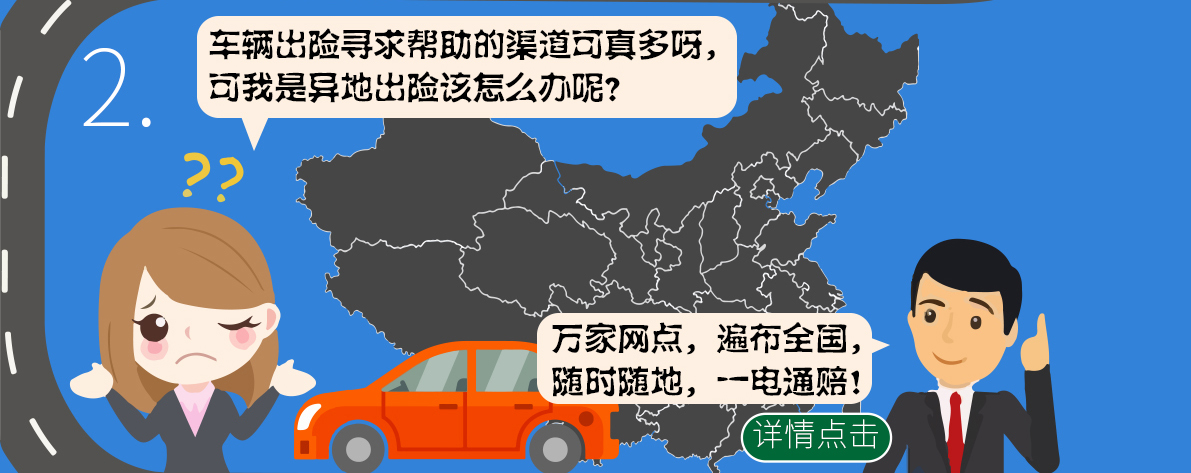 2.
车辆出险寻求帮助的渠道可真多呀，
可我是异地出险该怎么办呢？
??
万家网点，遍布全国，
随时随地，一电通赔！
详情点击